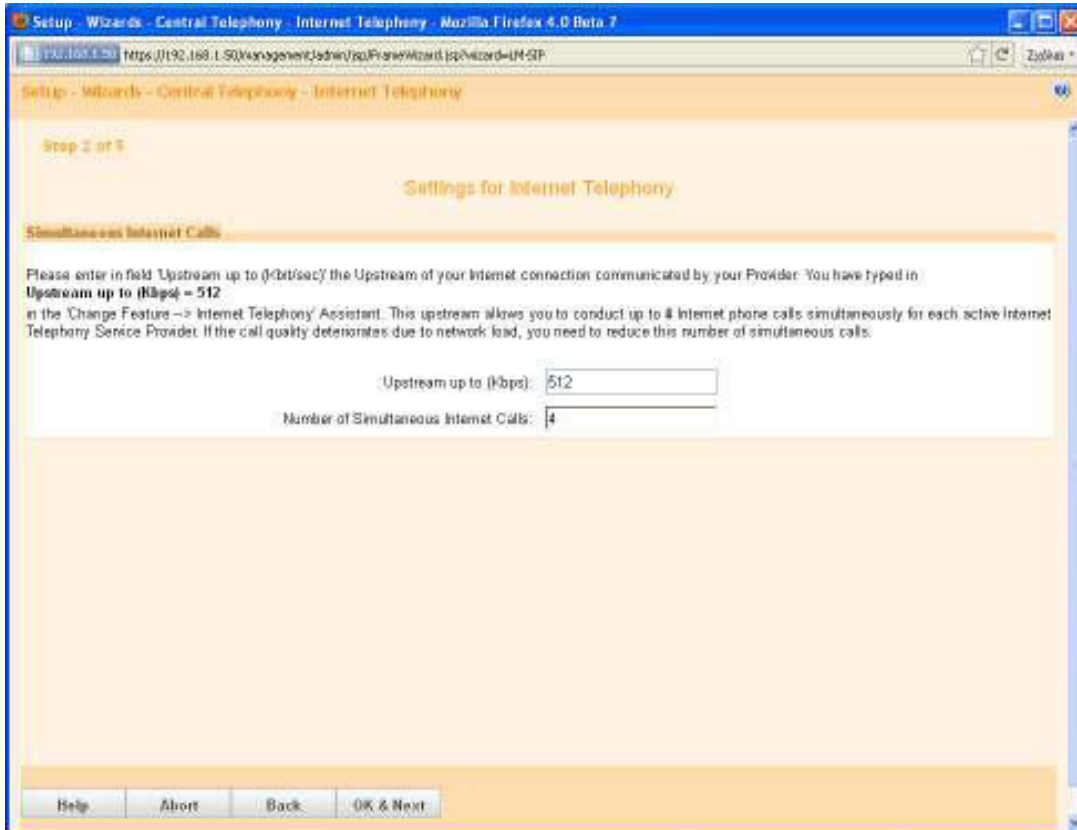 Setup - Wizards - Central Telephony - Internet Telephony - Mozilla Firefox 4.0 Beta 7
192.168.1.50 https://192.168.1.50/management/admin/jsp/FrameWizard.jsp?wizard=LM-SIP
Setup - Wizards - Central Telephony - Internet Telephony
Step 2 of 5
Settings for Internet Telephony
Simultaneous Internet Calls
Please enter in field 'Upstream up to (Kbit/sec)' the Upstream of your Internet connection communicated by your Provider. You have typed in
Upstream up to (Kbps) = 512
in the 'Change Feature --> Internet Telephony' Assistant. This upstream allows you to conduct up to 4 Internet phone calls simultaneously for each active Internet
Telephony Service Provider. If the call quality deteriorates due to network load, you need to reduce this number of simultaneous calls.
Upstream up to (Kbps): 512
Number of Simultaneous Internet Calls: 4
Help Abort Back OK & Next